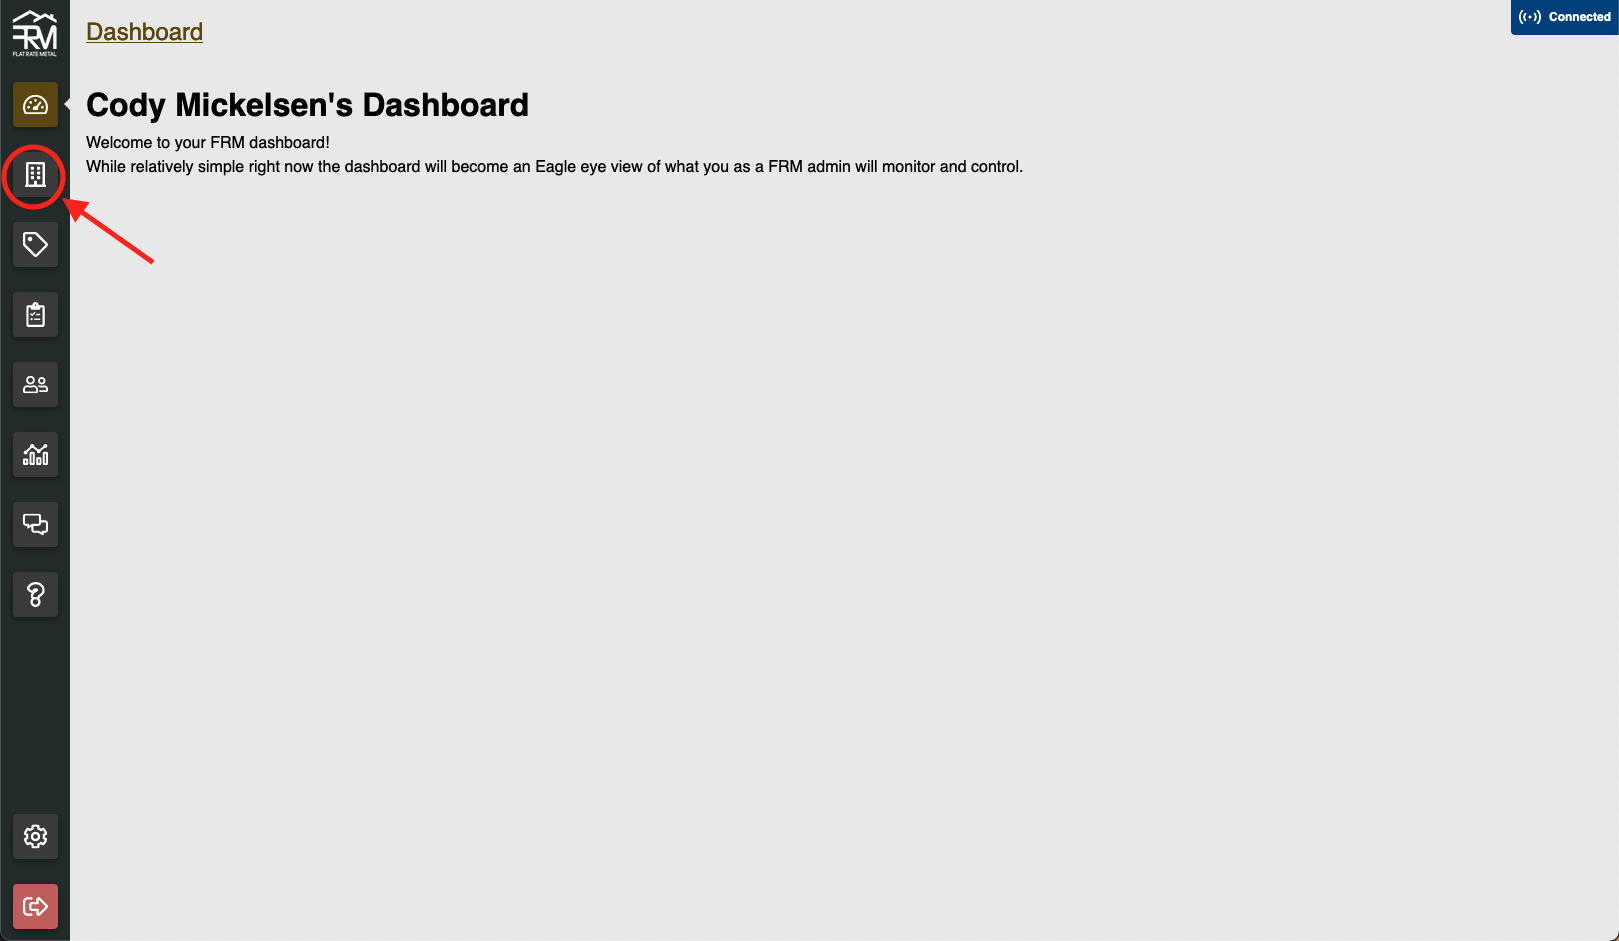 FRM
FLAT RATE METAL
Dashboard
Connected
Cody Mickelsen's Dashboard
Welcome to your FRM dashboard!
While relatively simple right now the dashboard will become an Eagle eye view of what you as a FRM admin will monitor and control.